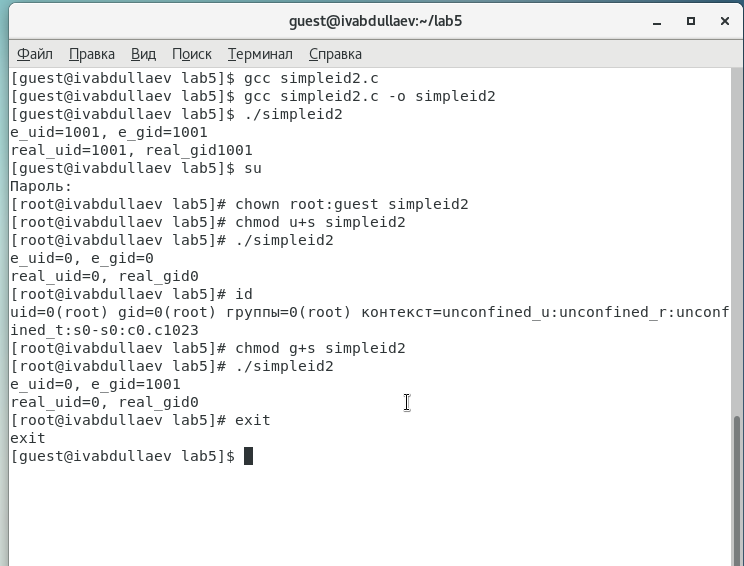 guest@ivabdullaev:~/lab5
Файл Правка Вид Поиск Терминал Справка
[guest@ivabdullaev lab5]$ gcc simpleid2.c
[guest@ivabdullaev lab5]$ gcc simpleid2.c -o simpleid2
[guest@ivabdullaev lab5]$ ./simpleid2
e_uid=1001, e_gid=1001
real_uid=1001, real_gid1001
[guest@ivabdullaev lab5]$ su
Пароль:
[root@ivabdullaev lab5]# chown root:guest simpleid2
[root@ivabdullaev lab5]# chmod u+s simpleid2
[root@ivabdullaev lab5]# ./simpleid2
e_uid=0, e_gid=0
real_uid=0, real_gid0
[root@ivabdullaev lab5]# id
uid=0(root) gid=0(root) группы=0(root) контекст=unconfined_u:unconfined_r:unconf
ined_t:s0-s0:c0.c1023
[root@ivabdullaev lab5]# chmod g+s simpleid2
[root@ivabdullaev lab5]# ./simpleid2
e_uid=0, e_gid=1001
real_uid=0, real_gid0
[root@ivabdullaev lab5]# exit
exit
[guest@ivabdullaev lab5]$